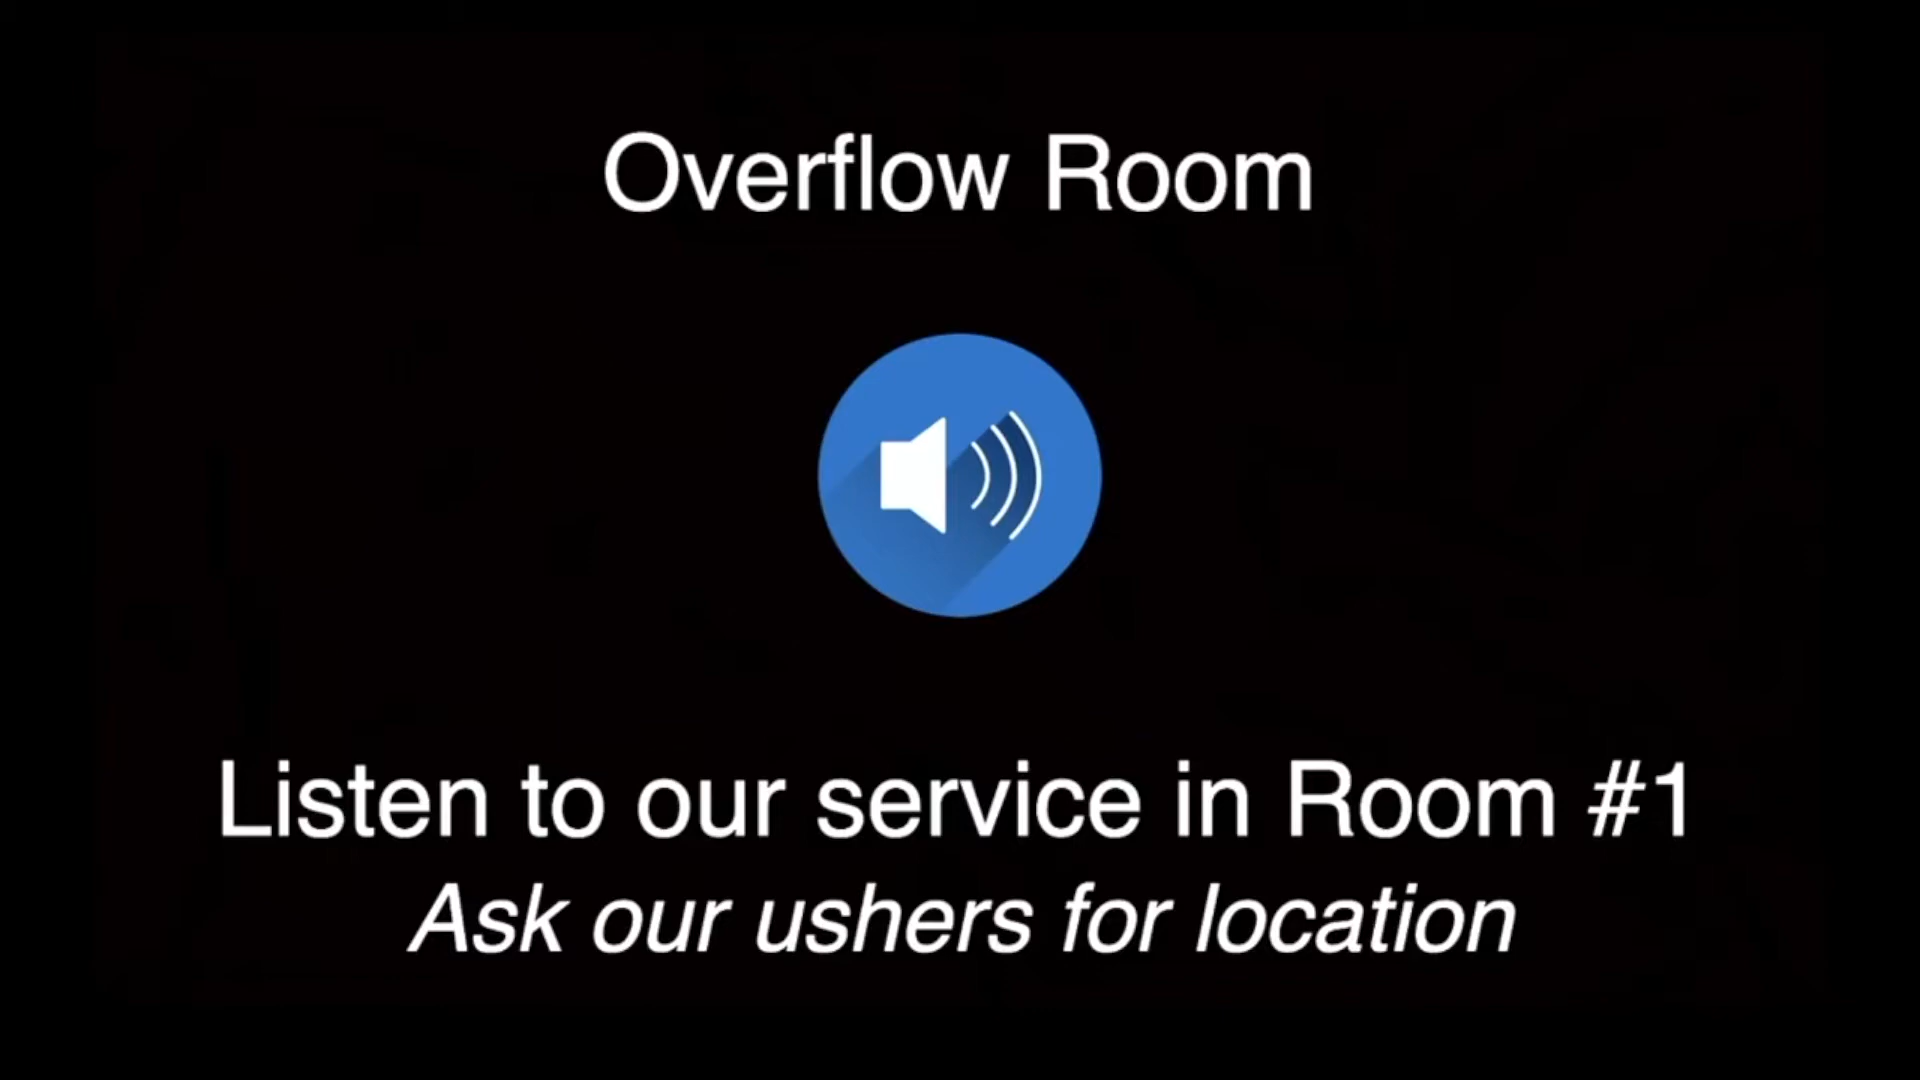 Overflow Room
Listen to our service in Room #1
Ask our ushers for location